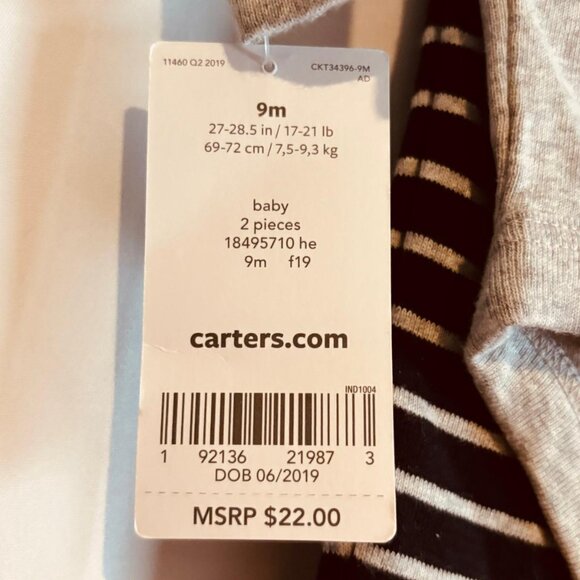 11460 Q2 2019 CKT34396-9M
AD
9m
27-28.5 in / 17-21 lb
69-72 cm / 7,5-9,3 kg
baby
2 pieces
18495710 he
9m f19
carters.com
IND1004
1 92136 21987 3
DOB 06/2019
MSRP $22.00